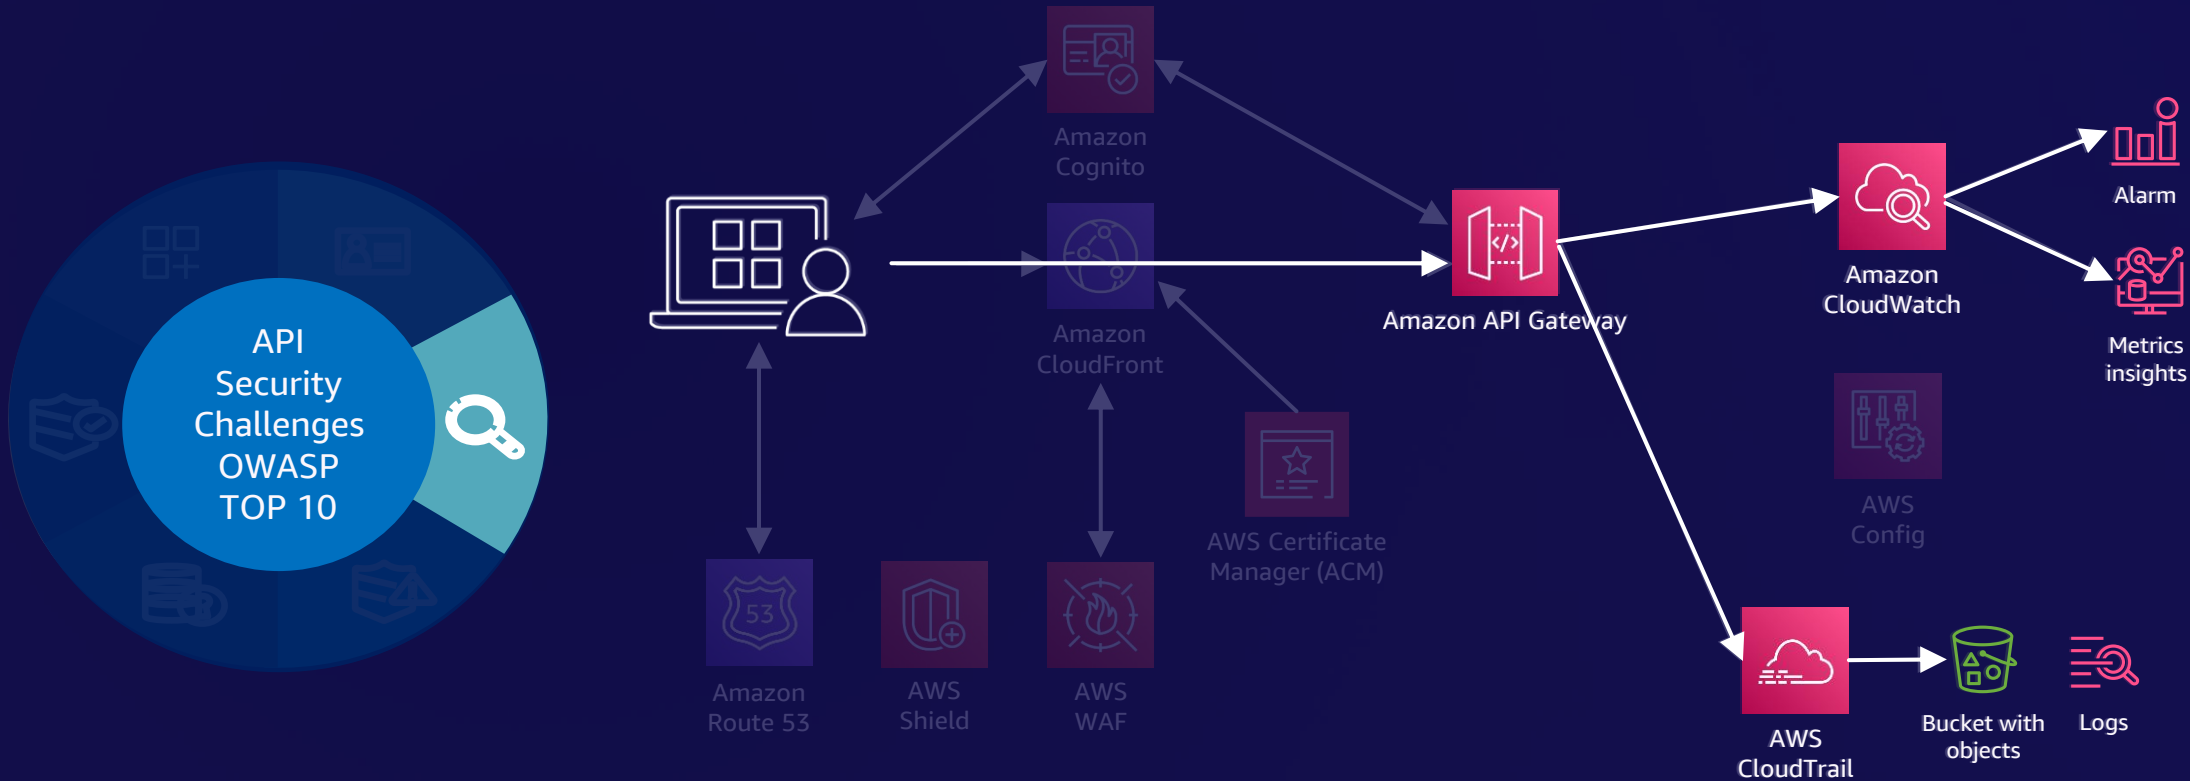 API
Security
Challenges
OWASP
TOP 10
Amazon
Cognito
Amazon
CloudFront
Amazon API Gateway
</>
Amazon
CloudWatch
Alarm
Metrics
insights
AWS
Config
AWS Certificate
Manager (ACM)
53
Amazon
Route 53
AWS
Shield
AWS
WAF
AWS
CloudTrail
Bucket with
objects
Logs